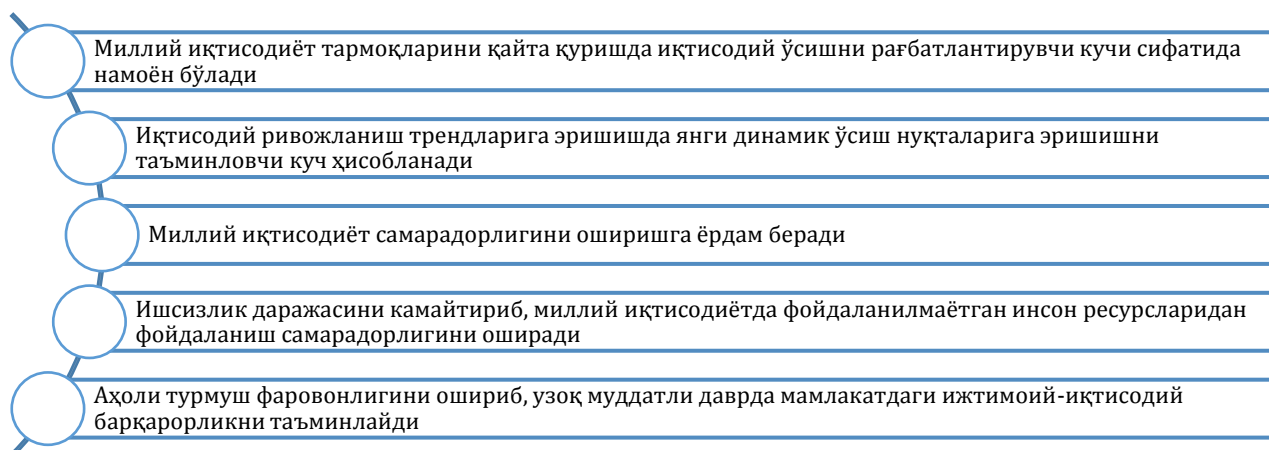 Миллий иқтисодиёт тармоқларини қайта қуришда иқтисодий ўсишни рағбатлантирувчи кучи сифатида
намоён бўлади
Иқтисодий ривожланиш трендларига эришишда янги динамик ўсиш нуқталарига эришишни
таъминловчи куч ҳисобланади
Миллий иқтисодиёт самарадорлигини оширишга ёрдам беради
Ишсизлик даражасини камайтириб, миллий иқтисодиётда фойдаланилмаётган инсон ресурсларидан
фойдаланиш самарадорлигини оширади
Аҳоли турмуш фаровонлигини ошириб, узоқ муддатли даврда мамлакатдаги ижтимоий-иқтисодий
барқарорликни таъминлайди